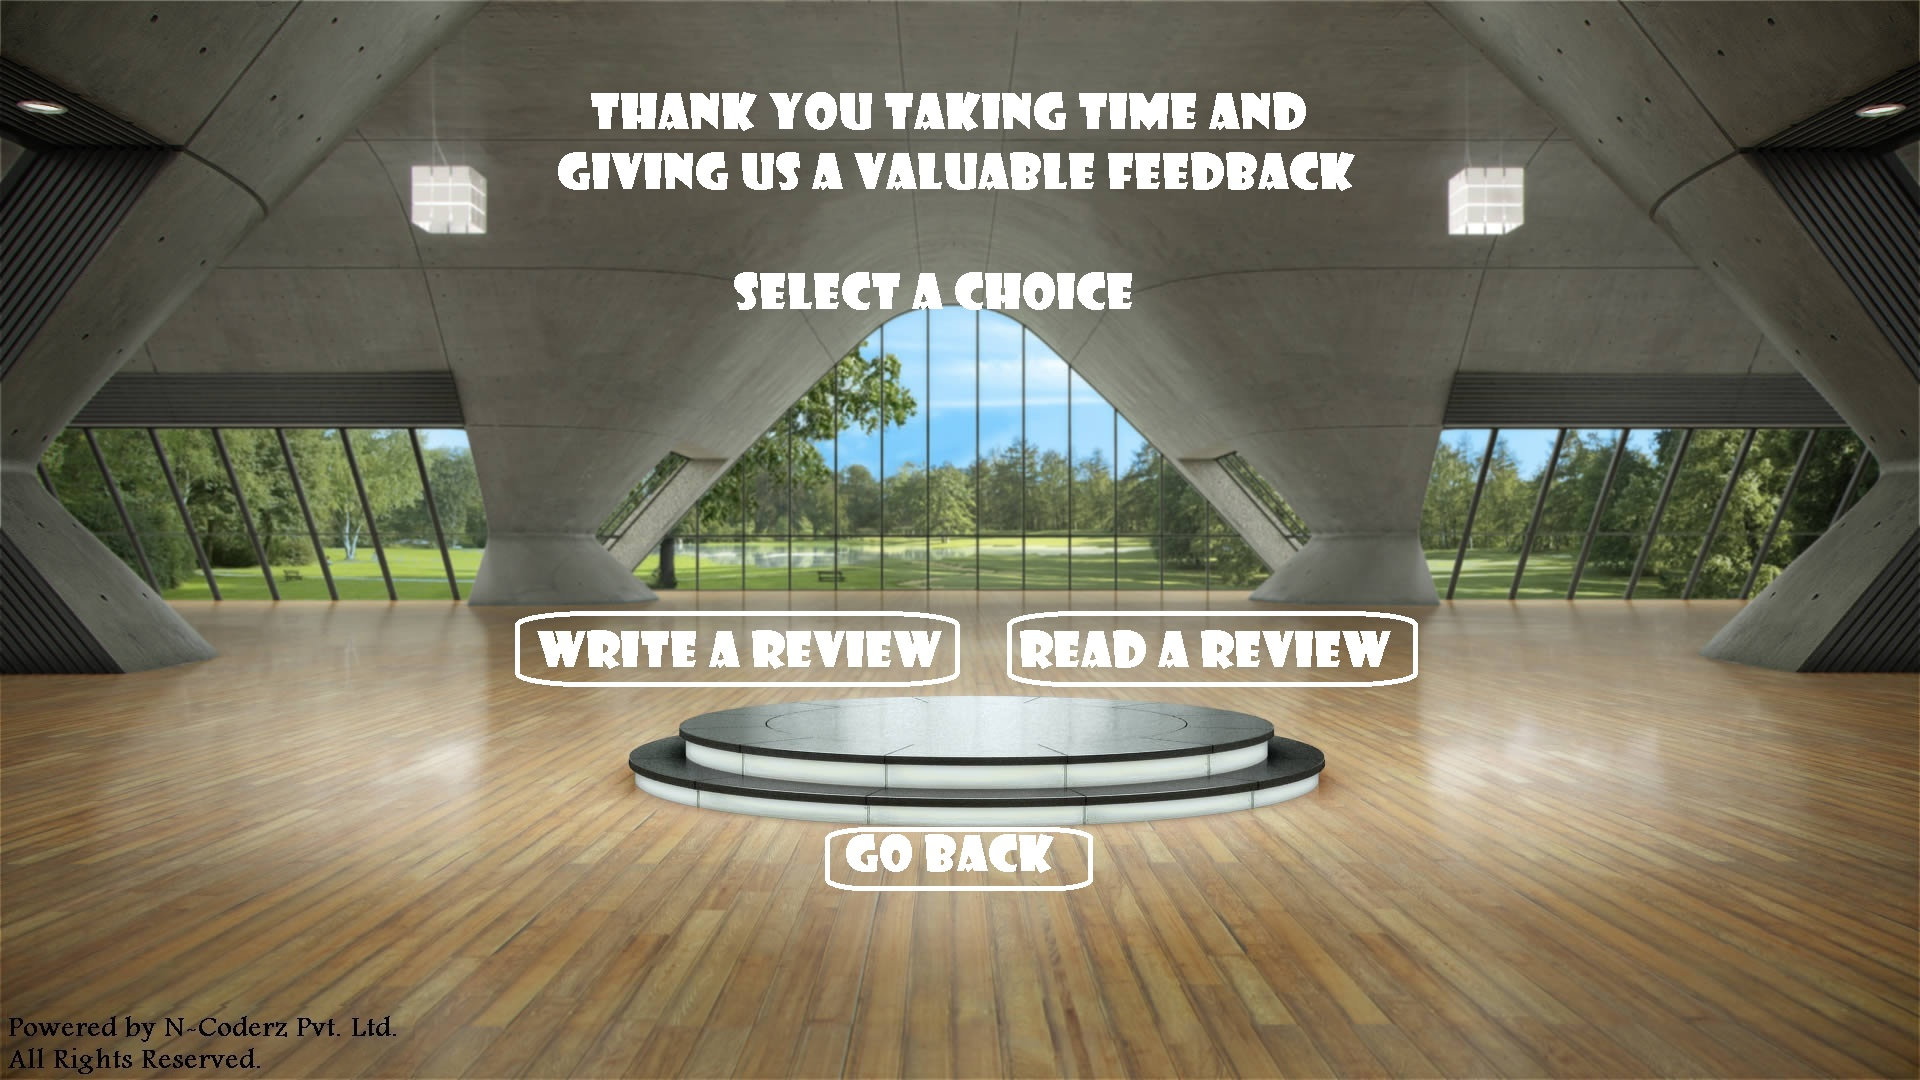 THANK YOU TAKING TIME AND
GIVING US A VALUABLE FEEDBACK
SELECT A CHOICE
WRITE A REVIEW
READ A REVIEW
GO BACK
Powered by N~Coderz Pvt. Ltd.
All Rights Reserved.